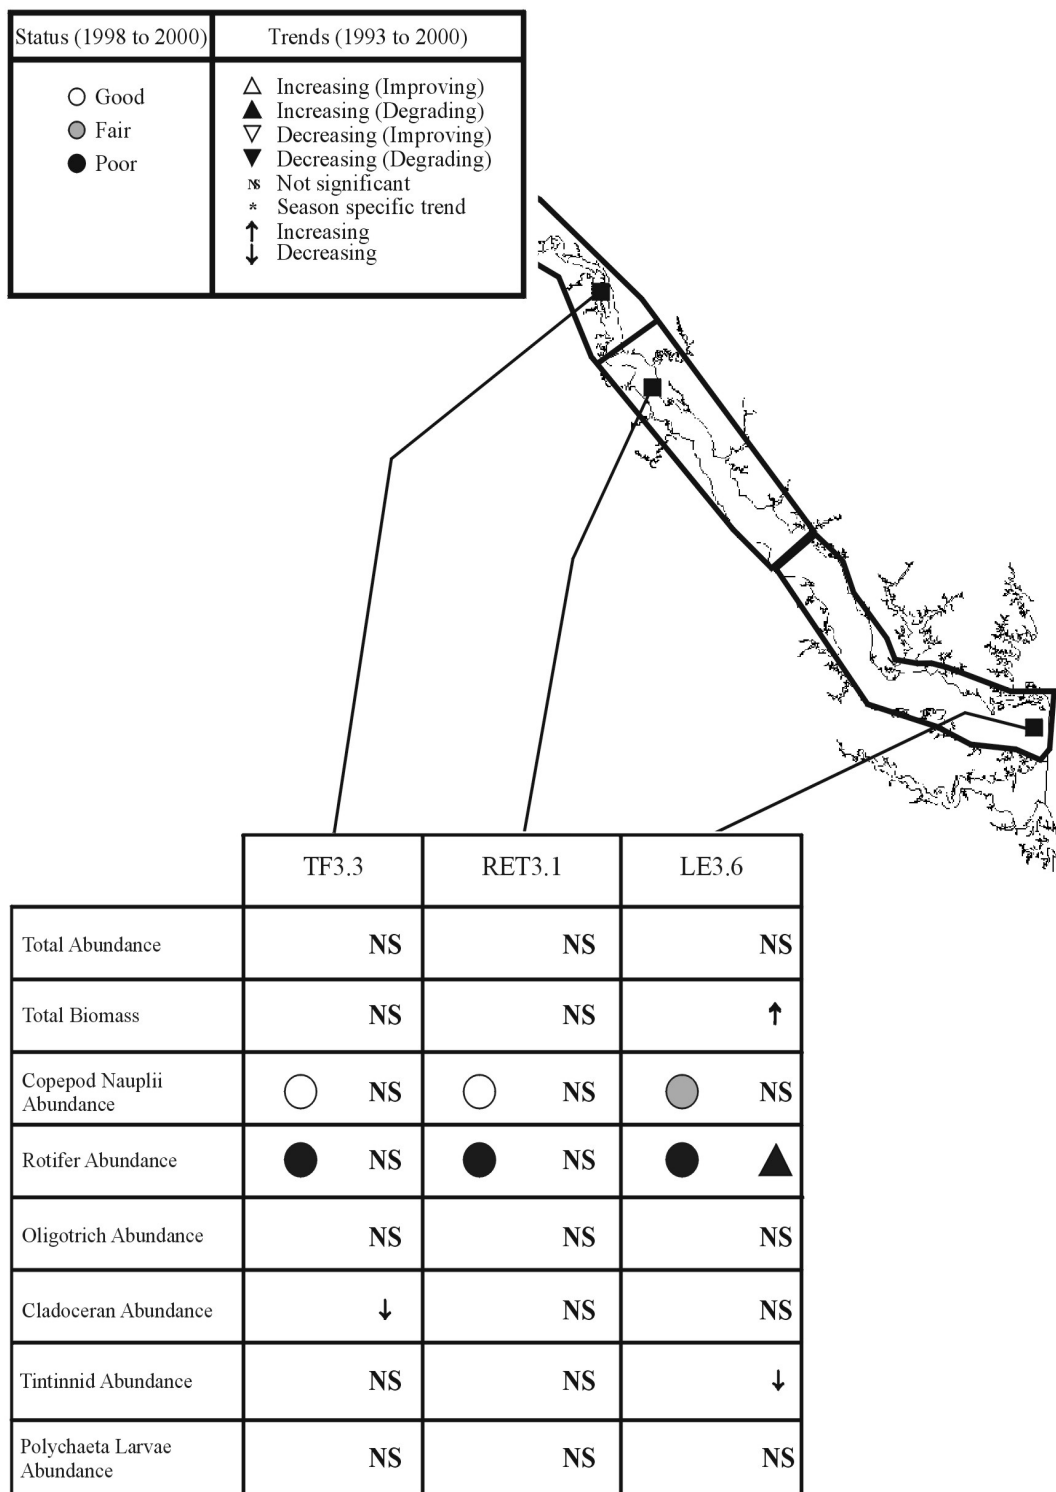 Status (1998 to 2000) Trends (1993 to 2000)
Good
Fair
Poor
Increasing (Improving)
Increasing (Degrading)
Decreasing (Improving)
Decreasing (Degrading)
NS Not significant
* Season specific trend
↑ Increasing
↓ Decreasing
TF3.3 RET3.1 LE3.6
Total Abundance NS NS NS
Total Biomass NS NS ↑
Copepod Nauplii
Abundance NS NS NS
Rotifer Abundance NS NS
Oligotrich Abundance NS NS NS
Cladoceran Abundance ↓ NS NS
Tintinnid Abundance NS NS ↓
Polychaeta Larvae
Abundance NS NS NS